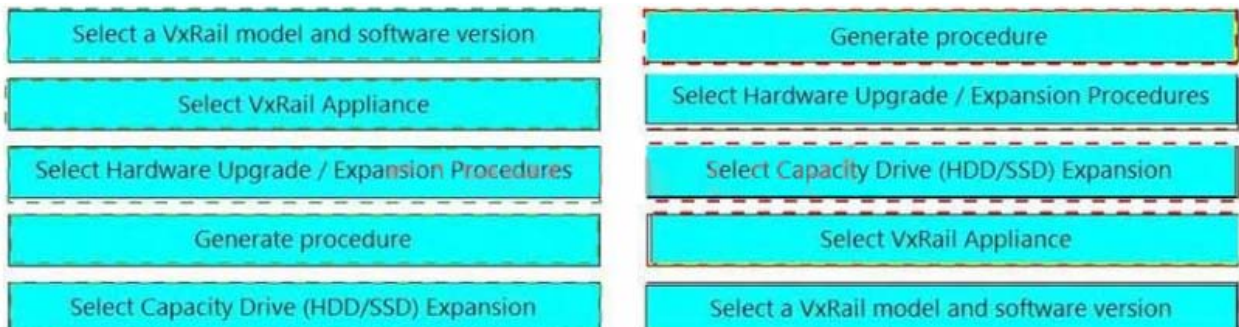 Select a VxRail model and software version
Select VxRail Appliance
Select Hardware Upgrade / Expansion Procedures
Generate procedure
Select Capacity Drive (HDD/SSD) Expansion
Generate procedure
Select Hardware Upgrade / Expansion Procedures
Select Capacity Drive (HDD/SSD) Expansion
Select VxRail Appliance
Select a VxRail model and software version